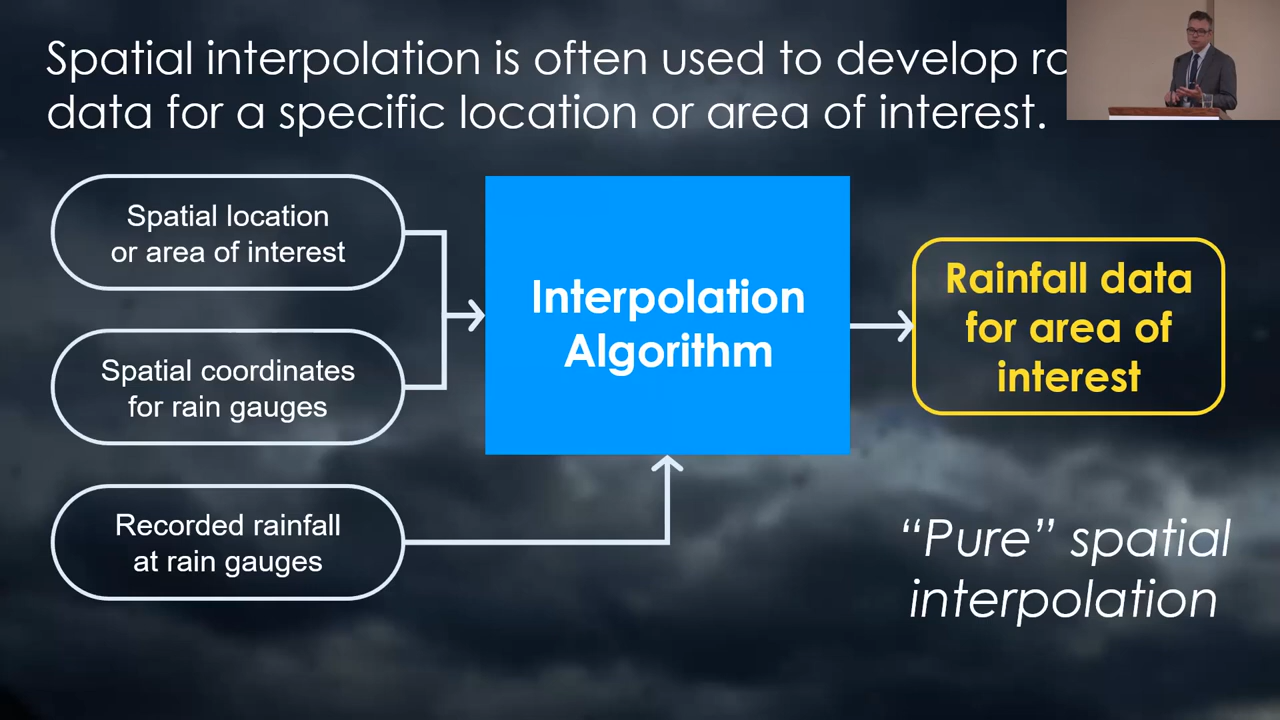 Spatial interpolation is often used to develop
data for a specific location or area of interest.
Spatial location
or area of interest
Spatial coordinates
for rain gauges
Recorded rainfall
at rain gauges
Interpolation
Algorithm
Rainfall data
for area of
interest
“Pure” spatial
interpolation